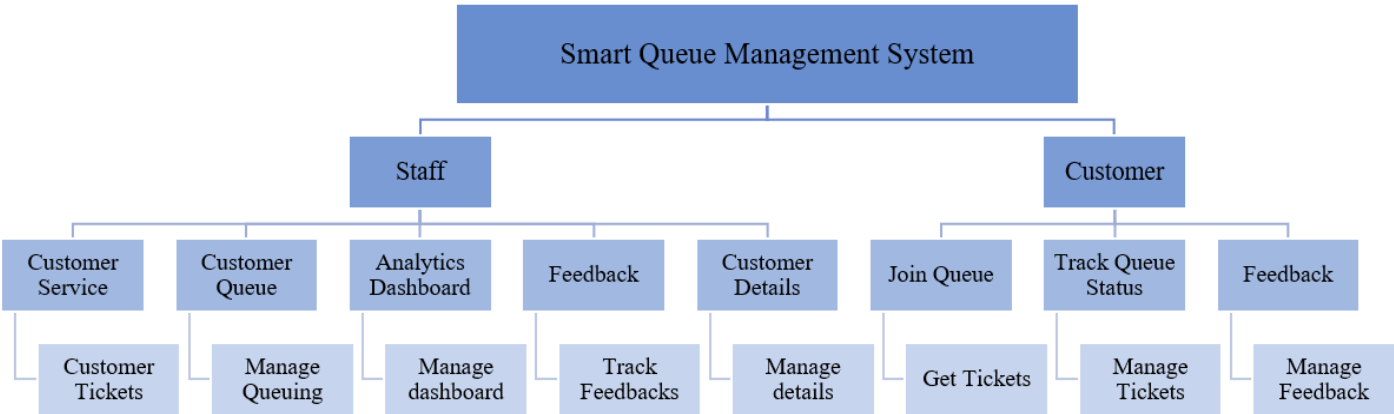 Smart Queue Management System
Staff
Customer
Customer
Service
Customer
Queue
Analytics
Dashboard
Feedback
Customer
Details
Join Queue
Track Queue
Status
Feedback
Customer
Tickets
Manage
Queuing
Manage
dashboard
Track
Feedbacks
Manage
details
Get Tickets
Manage
Tickets
Manage
Feedback